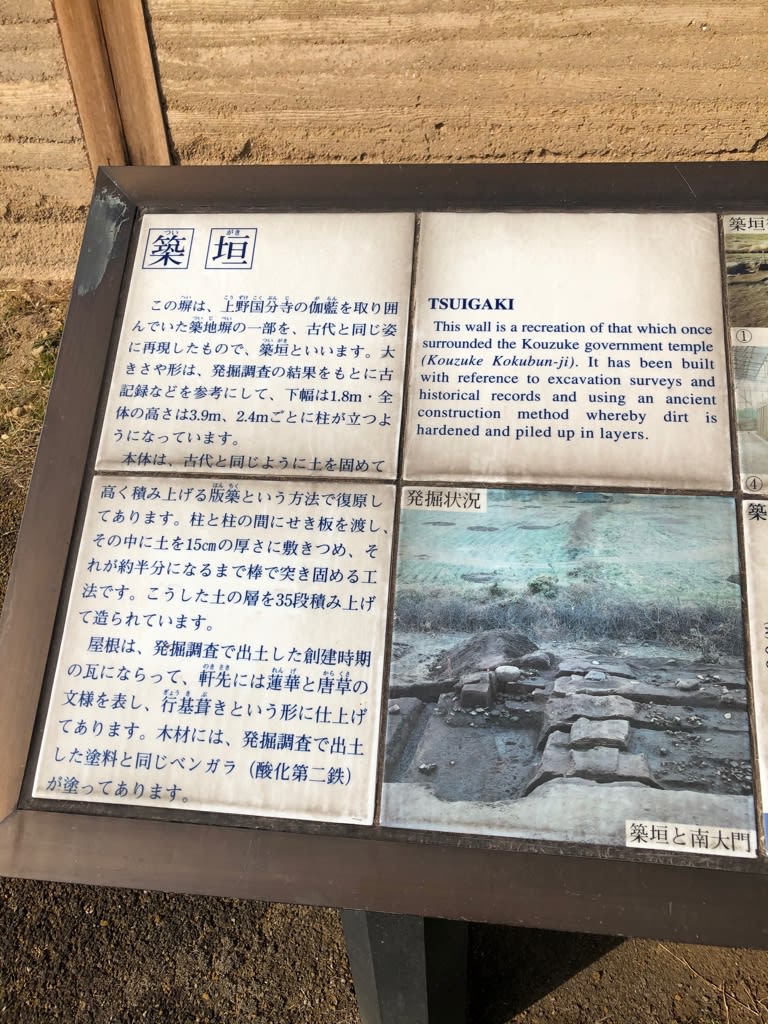 築垣
この塀は、上野国分寺の伽藍を取り囲
んでいた築地塀の一部を、古代と同じ姿
に再現したもので、築垣といいます。大
きさや形は、発掘調査の結果をもとに古
記録などを参考にして、下幅は1.8m・全
体の高さは3.9m、2.4mごとに柱が立つよ
うになっています。
本体は、古代と同じように土を固めて
高く積み上げる版築という方法で復原し
てあります。柱と柱の間にせき板を渡し、
その中に土を15㎝の厚さに敷きつめ、そ
れが約半分になるまで棒で突き固める工
法です。こうした土の層を35段積み上げ
て造られています。
屋根は、発掘調査で出土した創建時期
の瓦にならって、軒先には蓮華と唐草の
文様を表し、行基葺きという形に仕上げ
てあります。木材には、発掘調査で出土
した塗料と同じベンガラ（酸化第二鉄）
が塗ってあります。
TSUIGAKI
This wall is a recreation of that which once
surrounded the Kouzuke government temple
(Kouzuke Kokubun-ji). It has been built
with reference to excavation surveys and
historical records and using an ancient
construction method whereby dirt is
hardened and piled up in layers.
発掘状況
築垣と南大門
築垣
①
④
築